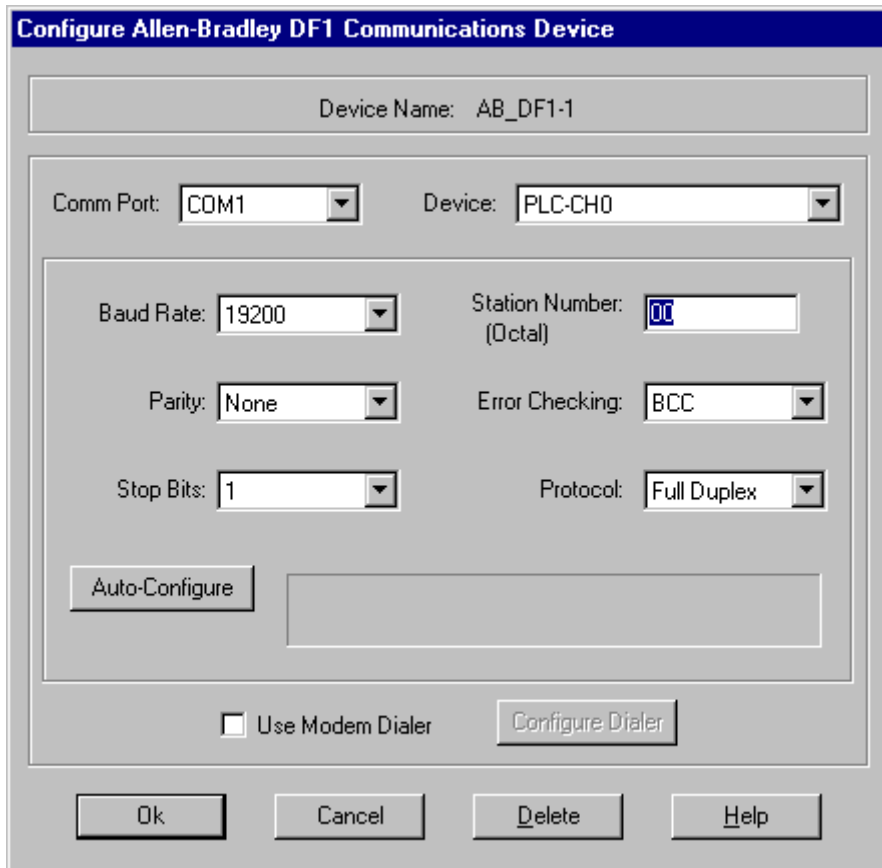 Configure Allen-Bradley DF1 Communications Device
Device Name: AB_DF1-1
Comm Port: COM1 Device: PLC-CH0
Baud Rate: 19200 Station Number: 00
(Octal)
Parity: None Error Checking: BCC
Stop Bits: 1 Protocol: Full Duplex
Auto-Configure
Use Modem Dialer Configure Dialer
Ok Cancel Delete Help